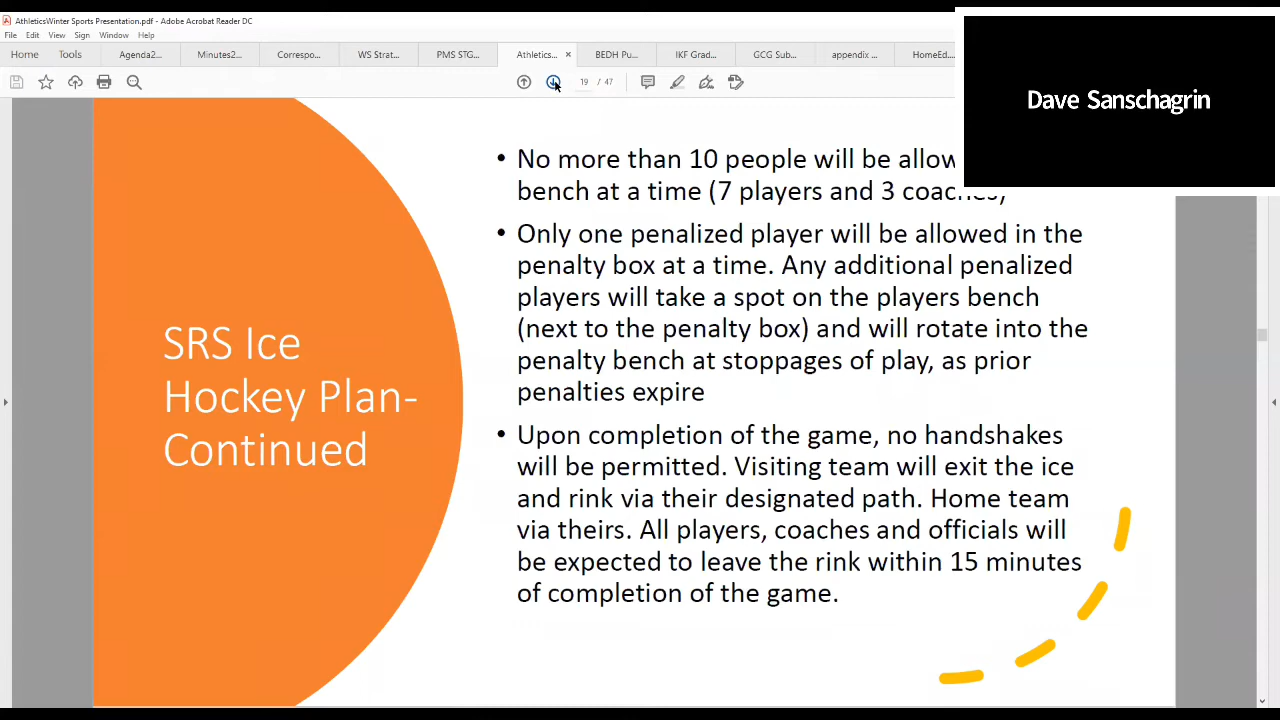 AthleticsWinter Sports Presentation.pdf - Adobe Acrobat Reader DC
File Edit View Sign Window Help
Home Tools Agenda2... Minutes2... Correspo... WS Strat... PMS STG... Athletics... × BEDH Pu... IKF Grad... GCG Sub... appendix ... HomeEd...
19 / 47
Dave Sanschagrin
SRS Ice
Hockey Plan-
Continued
• No more than 10 people will be allow
bench at a time (7 players and 3 coaches)
• Only one penalized player will be allowed in the
penalty box at a time. Any additional penalized
players will take a spot on the players bench
(next to the penalty box) and will rotate into the
penalty bench at stoppages of play, as prior
penalties expire
• Upon completion of the game, no handshakes
will be permitted. Visiting team will exit the ice
and rink via their designated path. Home team
via theirs. All players, coaches and officials will
be expected to leave the rink within 15 minutes
of completion of the game.